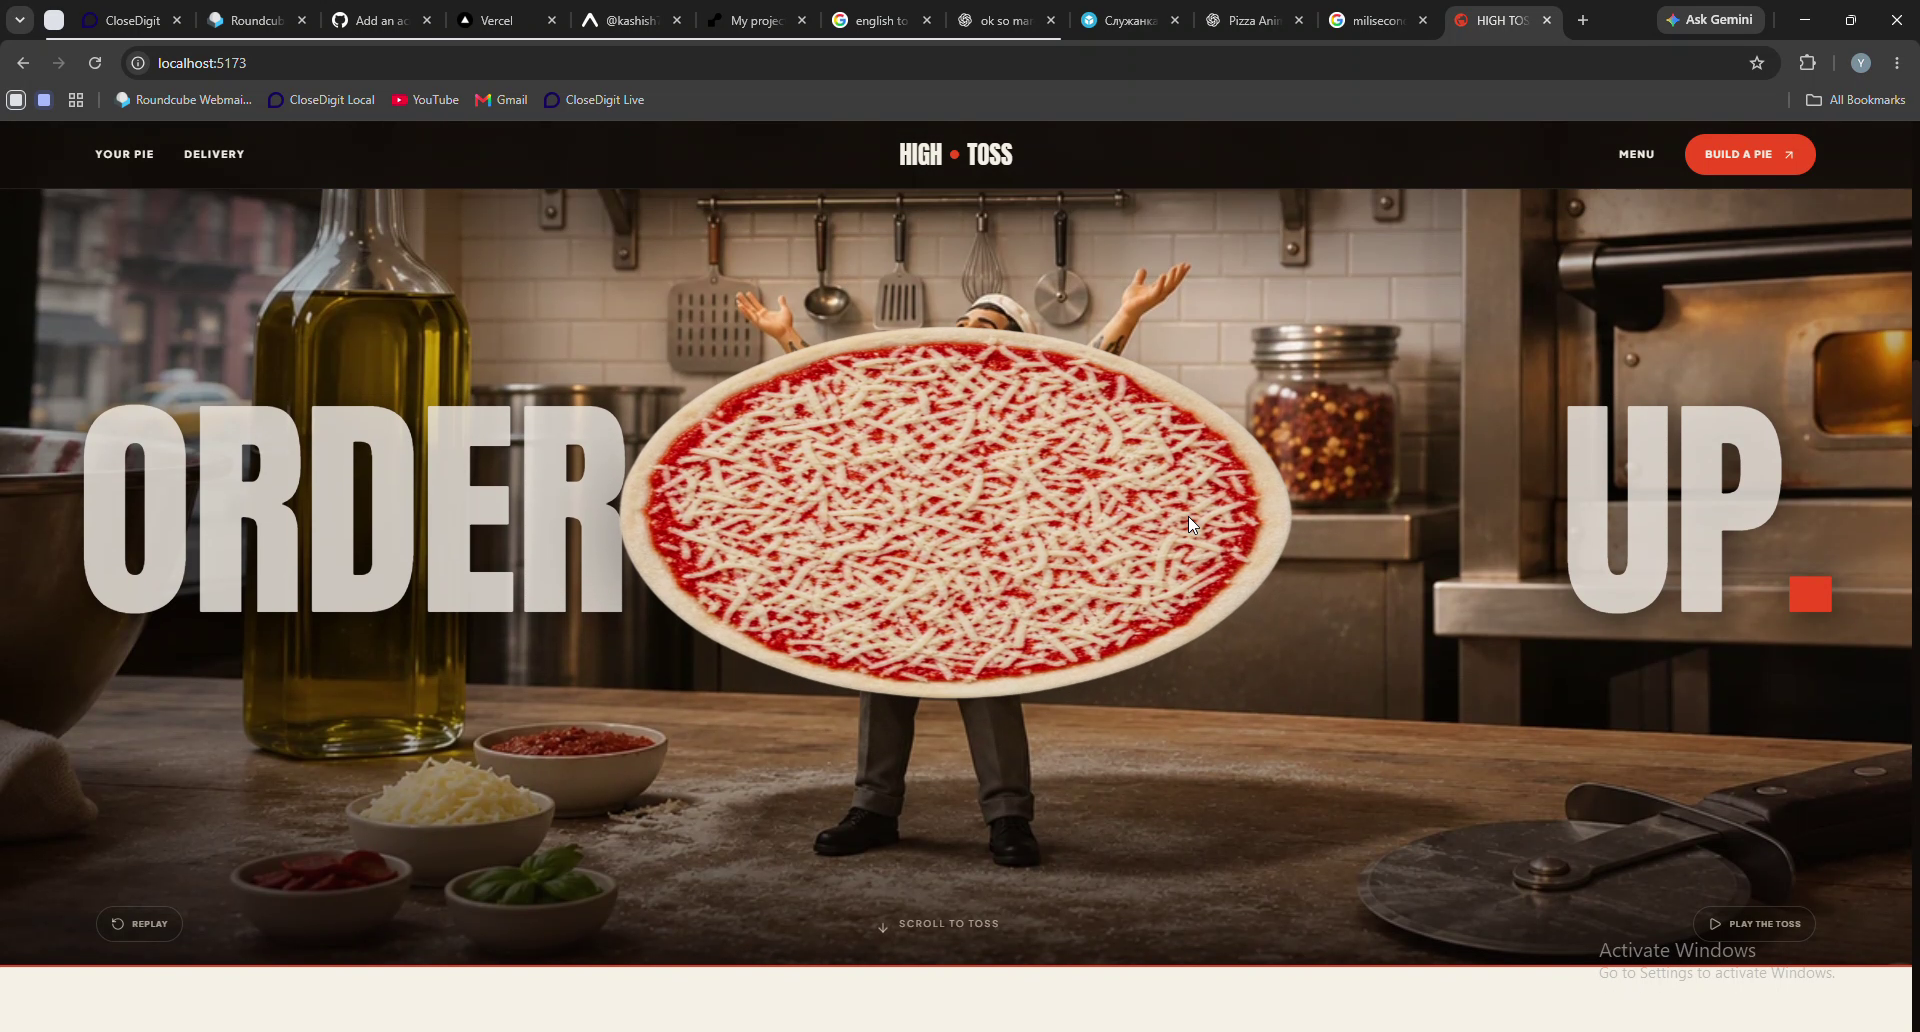 CloseDigit
Roundcub
Add an ac
Vercel
@kashish
My projec
english to
ok so mar
Служанка
Pizza Ani
milisecon
HIGH TOS
Ask Gemini
localhost:5173
Y
Roundcube Webmai...
CloseDigit Local
YouTube
Gmail
CloseDigit Live
All Bookmarks
YOUR PIE
DELIVERY
HIGH • TOSS
MENU
BUILD A PIE
ORDER UP.
REPLAY
SCROLL TO TOSS
PLAY THE TOSS
Activate Windows
Go to Settings to activate Windows.